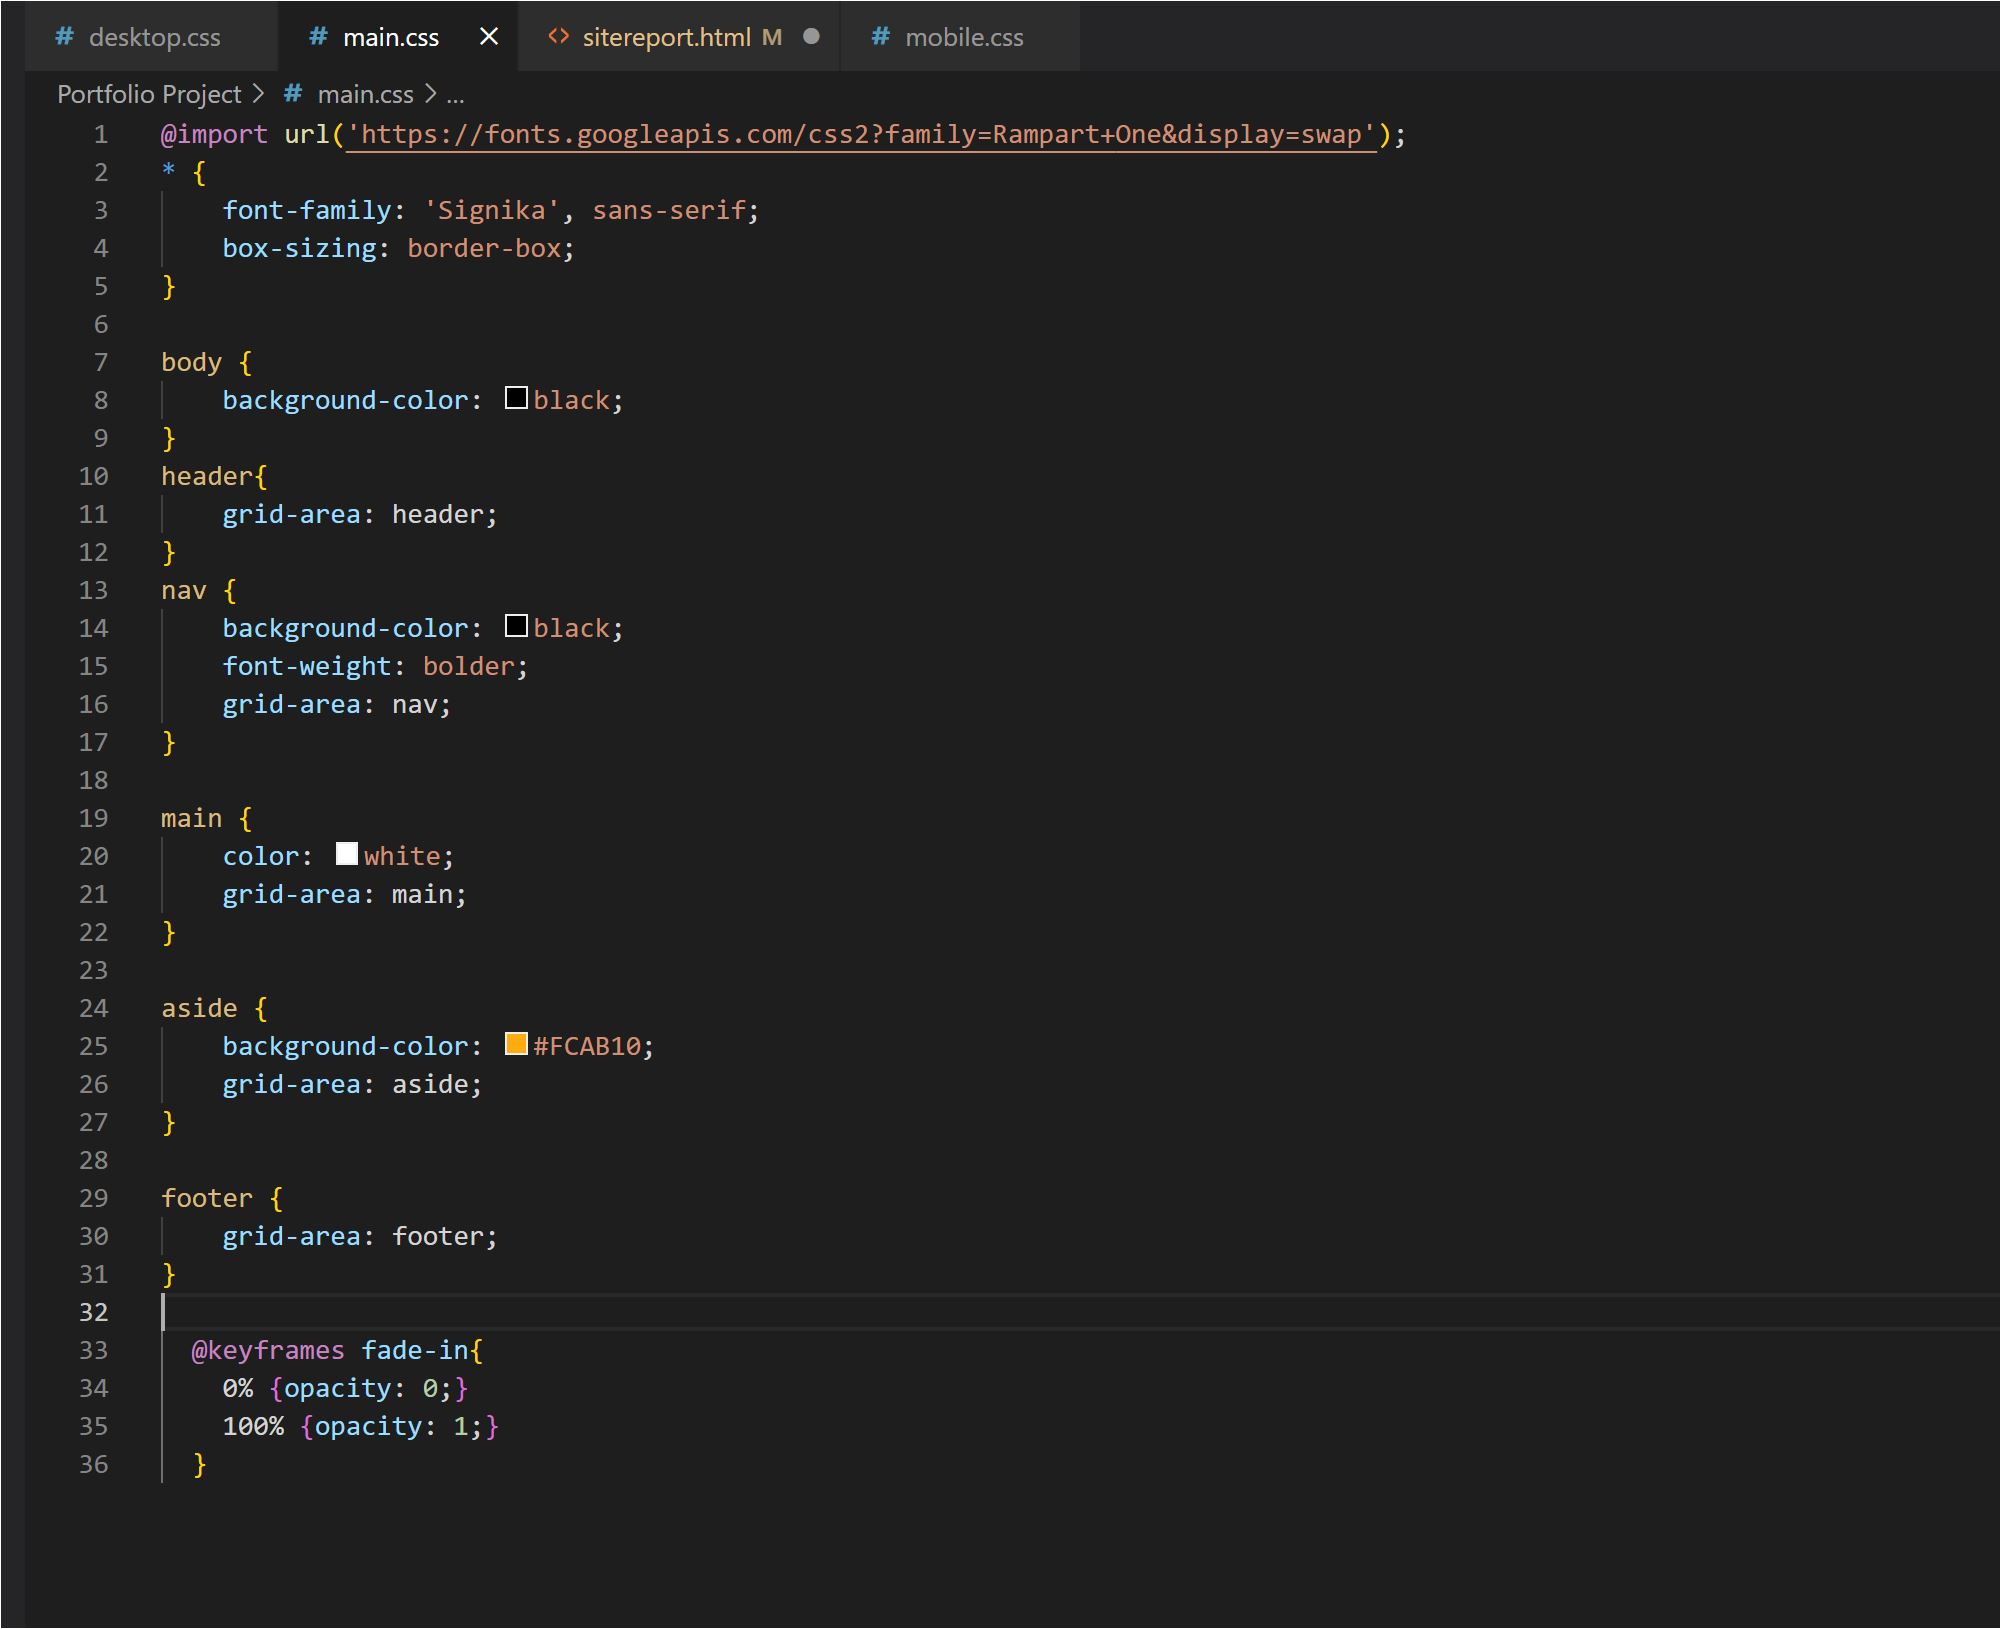 # desktop.css # main.css × <> sitereport.html M ● # mobile.css
Portfolio Project > # main.css > ...
1 @import url('https://fonts.googleapis.com/css2?family=Rampart+One&display=swap');
2 * {
3     font-family: 'Signika', sans-serif;
4     box-sizing: border-box;
5 }
6
7 body {
8     background-color: black;
9 }
10 header{
11     grid-area: header;
12 }
13 nav {
14     background-color: black;
15     font-weight: bolder;
16     grid-area: nav;
17 }
18
19 main {
20     color: white;
21     grid-area: main;
22 }
23
24 aside {
25     background-color: #FCAB10;
26     grid-area: aside;
27 }
28
29 footer {
30     grid-area: footer;
31 }
32
33   @keyframes fade-in{
34     0% {opacity: 0;}
35     100% {opacity: 1;}
36   }